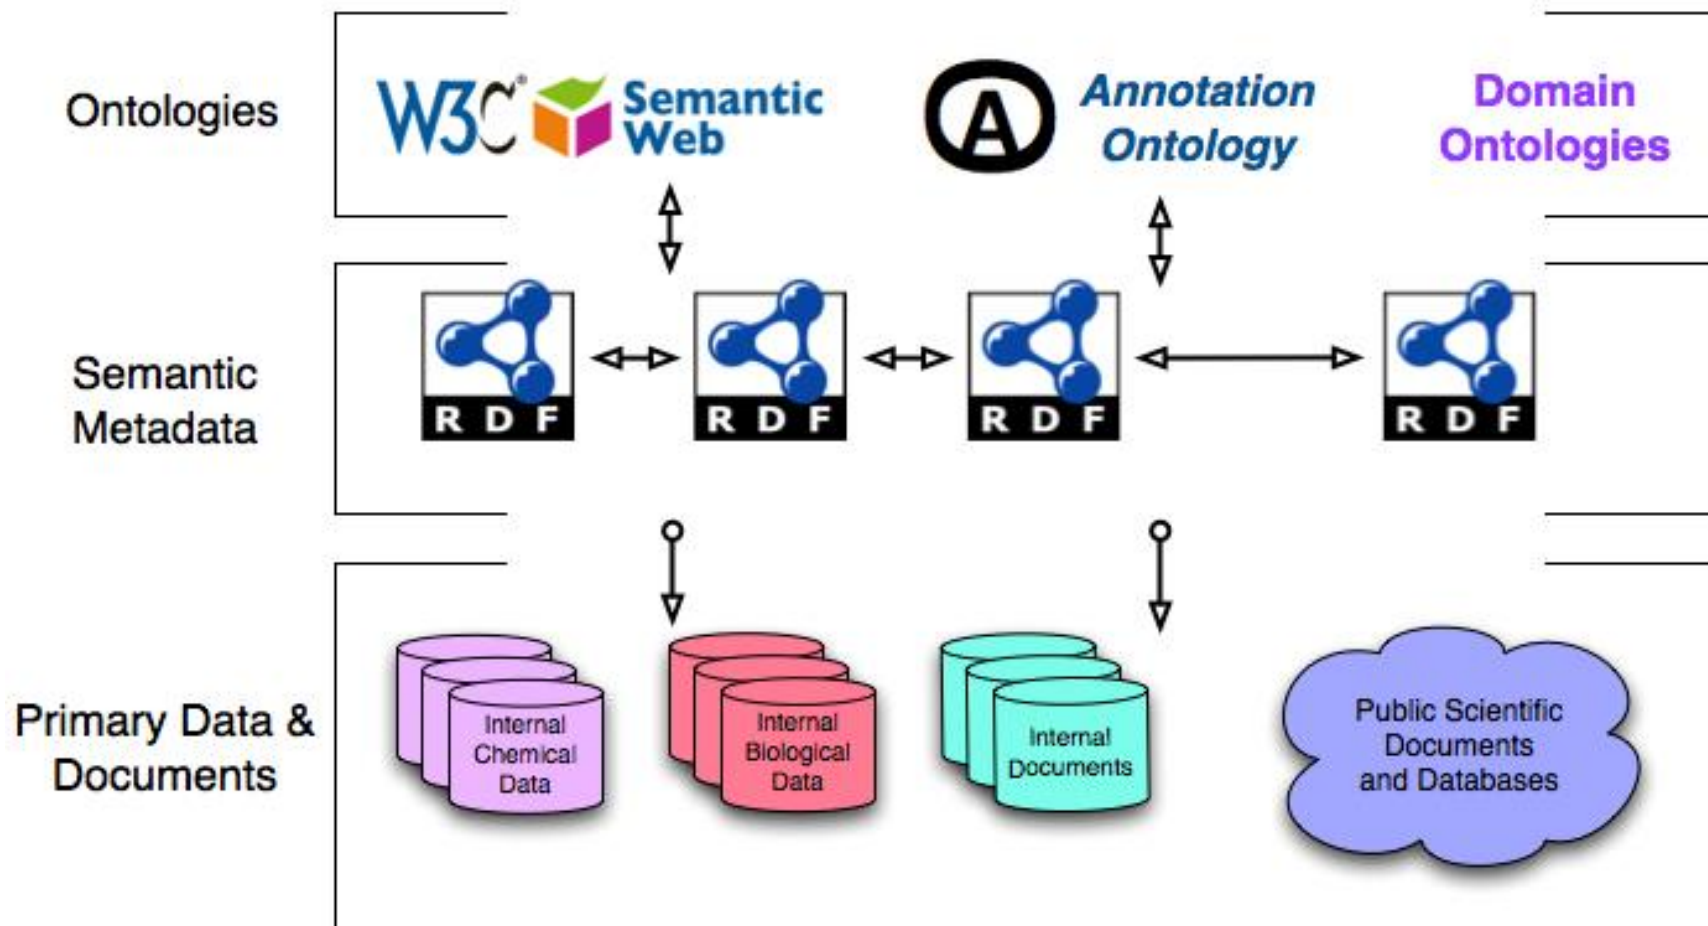 Ontologies
W3C® Semantic
Web
Annotation
Ontology
Domain
Ontologies
Semantic
Metadata
RDF
RDF
RDF
RDF
Primary Data &
Documents
Internal
Chemical
Data
Internal
Biological
Data
Internal
Documents
Public Scientific
Documents
and Databases